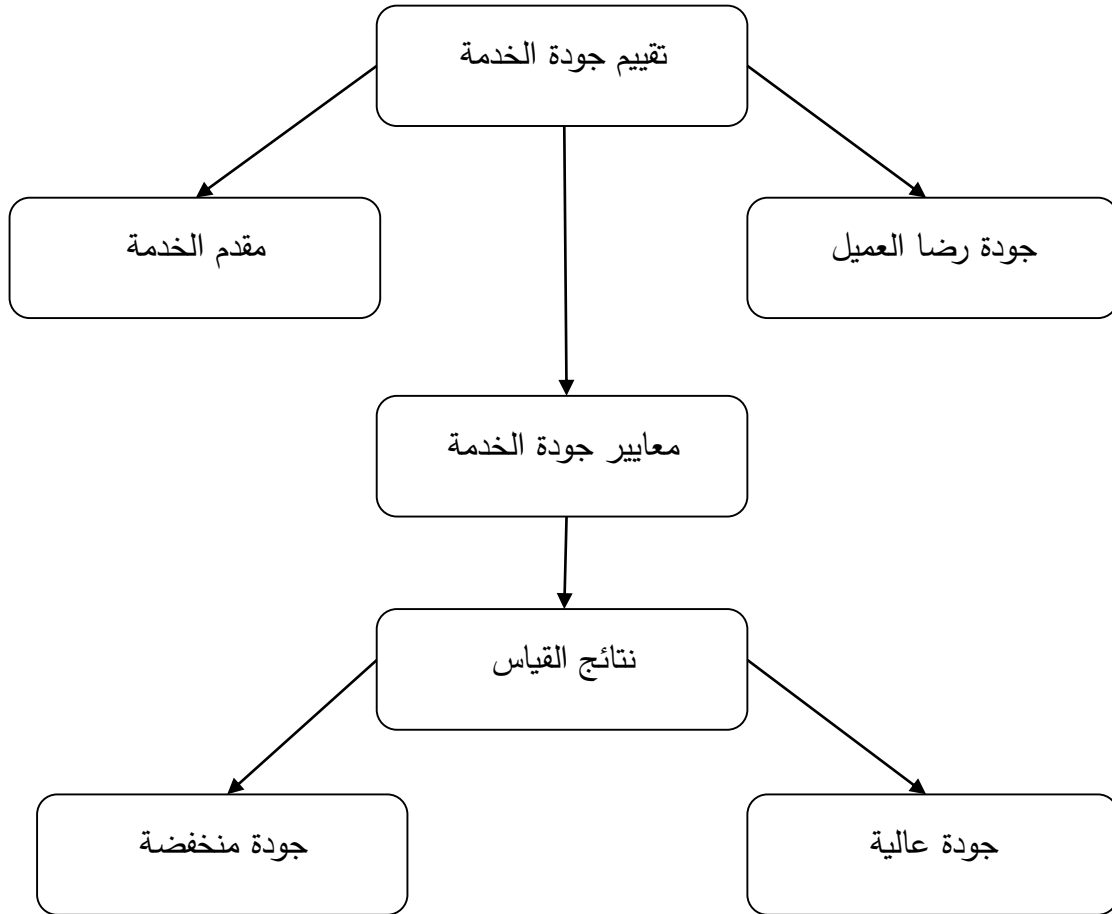 تقييم جودة الخدمة
جودة رضا العميل
مقدم الخدمة
معايير جودة الخدمة
نتائج القياس
جودة عالية
جودة منخفضة